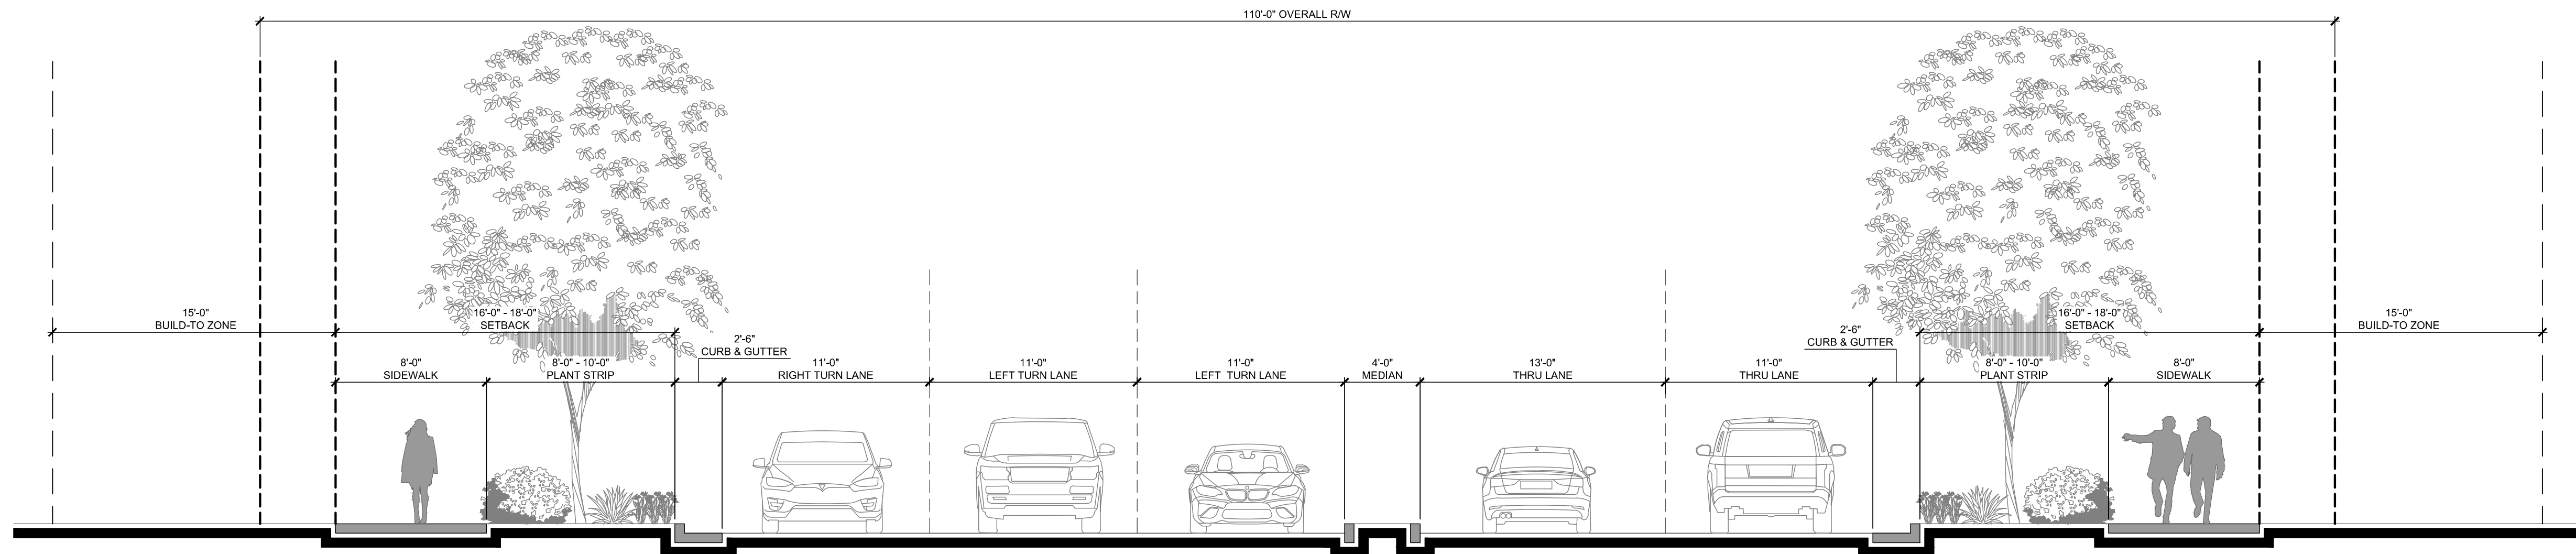 110'-0" OVERALL R/W
15'-0"
BUILD-TO ZONE
16'-0" - 18'-0"
SETBACK
2'-6"
CURB & GUTTER
8'-0"
SIDEWALK
8'-0" - 10'-0"
PLANT STRIP
11'-0"
RIGHT TURN LANE
11'-0"
LEFT TURN LANE
11'-0"
LEFT  TURN LANE
4'-0"
MEDIAN
13'-0"
THRU LANE
11'-0"
THRU LANE
2'-6"
CURB & GUTTER
16'-0" - 18'-0"
SETBACK
8'-0" - 10'-0"
PLANT STRIP
8'-0"
SIDEWALK
15'-0"
BUILD-TO ZONE